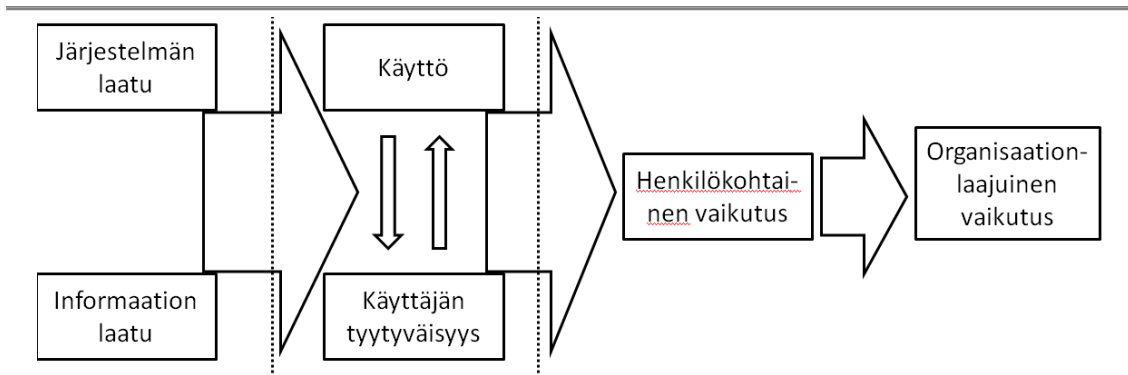 Järjestelmän
laatu
Käyttö
Henkilökohtai-
nen vaikutus
Organisaation-
laajuinen
vaikutus
Informaation
laatu
Käyttäjän
tyytyväisyys